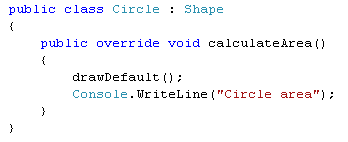 public class Circle : Shape
{
    public override void calculateArea()
    {
        drawDefault();
        Console.WriteLine("Circle area");
    }
}